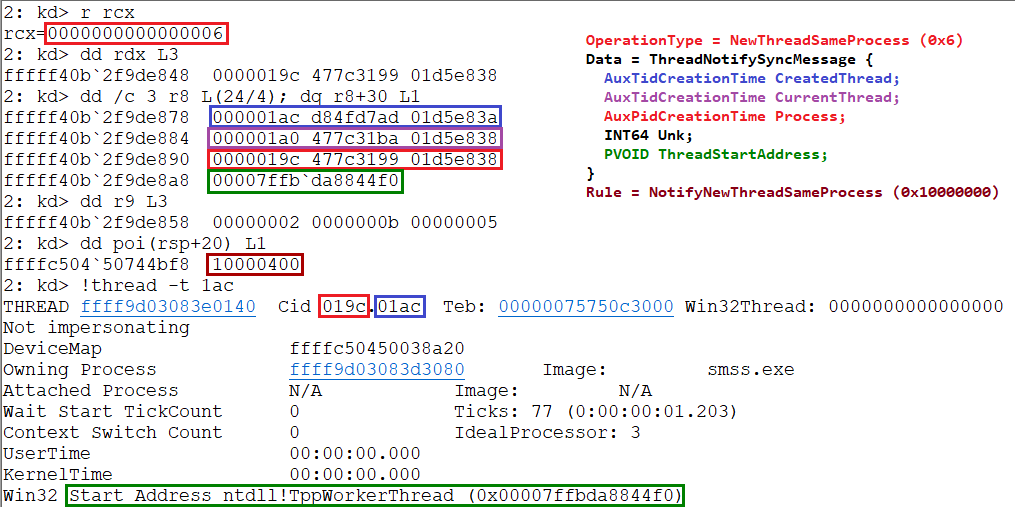 2: kd> r rcx
rcx=0000000000000006
2: kd> dd rdx L3
fffff40b`2f9de848  0000019c 477c3199 01d5e838
2: kd> dd /c 3 r8 L(24/4); dq r8+30 L1
fffff40b`2f9de878  000001ac d84fd7ad 01d5e83a
fffff40b`2f9de884  000001a0 477c31ba 01d5e838
fffff40b`2f9de890  0000019c 477c3199 01d5e838
fffff40b`2f9de8a8  00007ffb`da8844f0
2: kd> dd r9 L3
fffff40b`2f9de858  00000002 0000000b 00000005
2: kd> dd poi(rsp+20) L1
ffffc504`50744bf8  10000400
2: kd> !thread -t 1ac
THREAD ffff9d03083e0140  Cid 019c.01ac  Teb: 00000075750c3000 Win32Thread: 0000000000000000
Not impersonating
DeviceMap                 ffffc50450038a20
Owning Process            ffff9d03083d3080       Image:         smss.exe
Attached Process          N/A            Image:         N/A
Wait Start TickCount      0              Ticks: 77 (0:00:00:01.203)
Context Switch Count      0              IdealProcessor: 3
UserTime                  00:00:00.000
KernelTime                00:00:00.000
Win32 Start Address ntdll!TppWorkerThread (0x00007ffbda8844f0)
OperationType = NewThreadSameProcess (0x6)
Data = ThreadNotifySyncMessage {
AuxTidCreationTime CreatedThread;
AuxTidCreationTime CurrentThread;
AuxPidCreationTime Process;
INT64 Unk;
PVOID ThreadStartAddress;
}
Rule = NotifyNewThreadSameProcess (0x10000000)